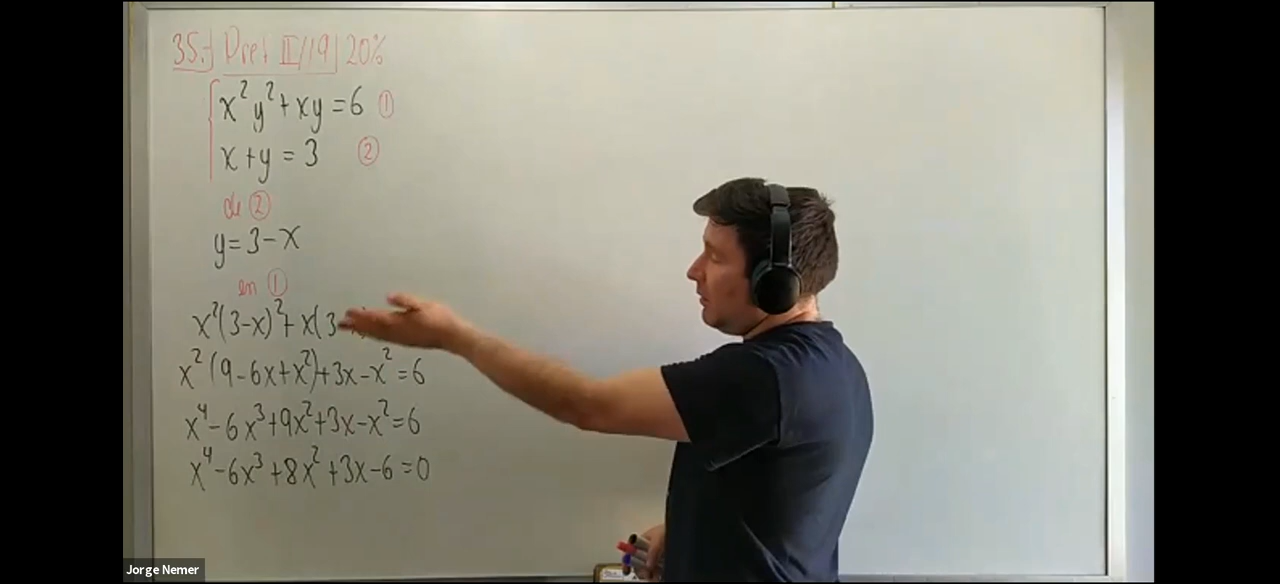 35.- Pret II/19 20%
x²y² + xy = 6 ①
x + y = 3 ②
de ②
y = 3 - x
en ①
x²(3-x)² + x(3
x²(9-6x+x²)+3x-x²=6
x⁴-6x³+9x²+3x-x²=6
x⁴-6x³+8x²+3x-6=0
Jorge Nemer